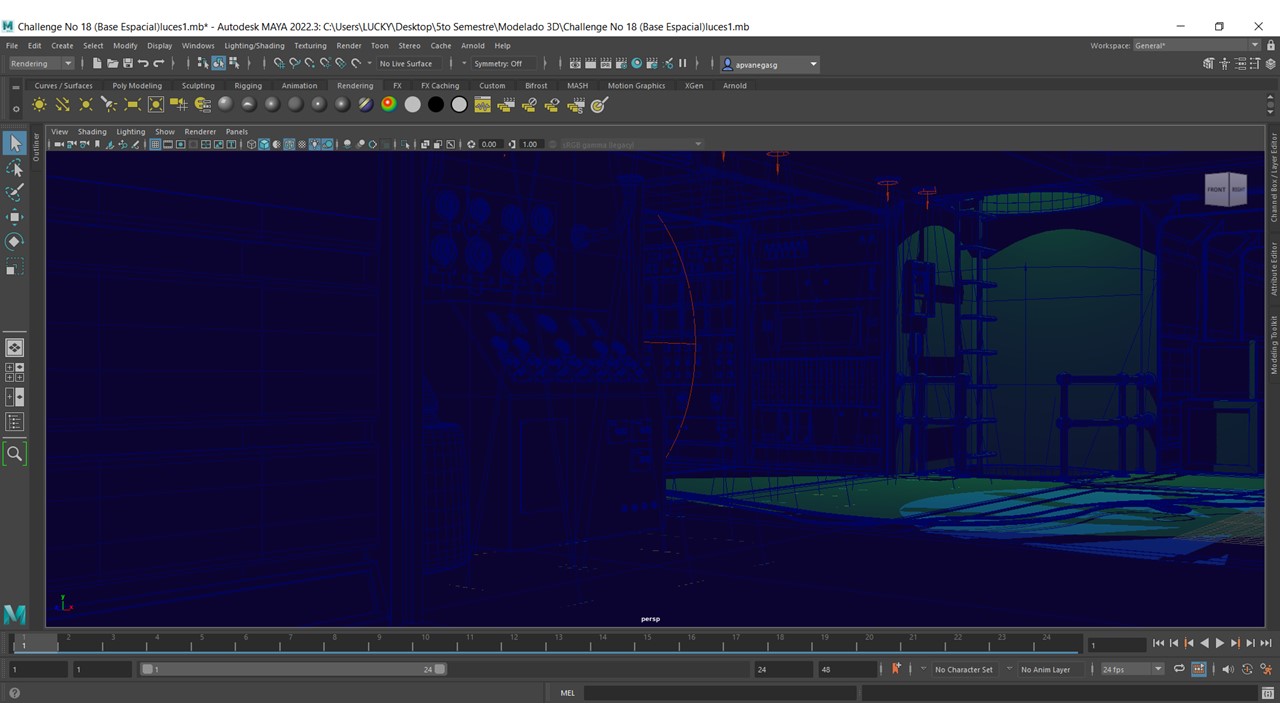 Challenge No 18 (Base Espacial)luces1.mb* - Autodesk MAYA 2022.3: C:\Users\LUCKY\Desktop\5to Semestre\Modelado 3D\Challenge No 18 (Base Espacial)luces1.mb
File Edit Create Select Modify Display Windows Lighting/Shading Texturing Render Toon Stereo Cache Arnold Help Workspace: General*
Rendering No Live Surface Symmetry: Off apvanegasg
Curves / Surfaces Poly Modeling Sculpting Rigging Animation Rendering FX FX Caching Custom Bifrost MASH Motion Graphics XGen Arnold
View Shading Lighting Show Renderer Panels
0.00 1.00 sRGB gamma (legacy)
Outliner
FRONT RIGHT
Channel Box / Layer Editor
Attribute Editor
Modeling Toolkit
y
x
persp
1 2 3 4 5 6 7 8 9 10 11 12 13 14 15 16 17 18 19 20 21 22 23 24
1 1
1 1 1 24 24 48 No Character Set No Anim Layer 24 fps
MEL